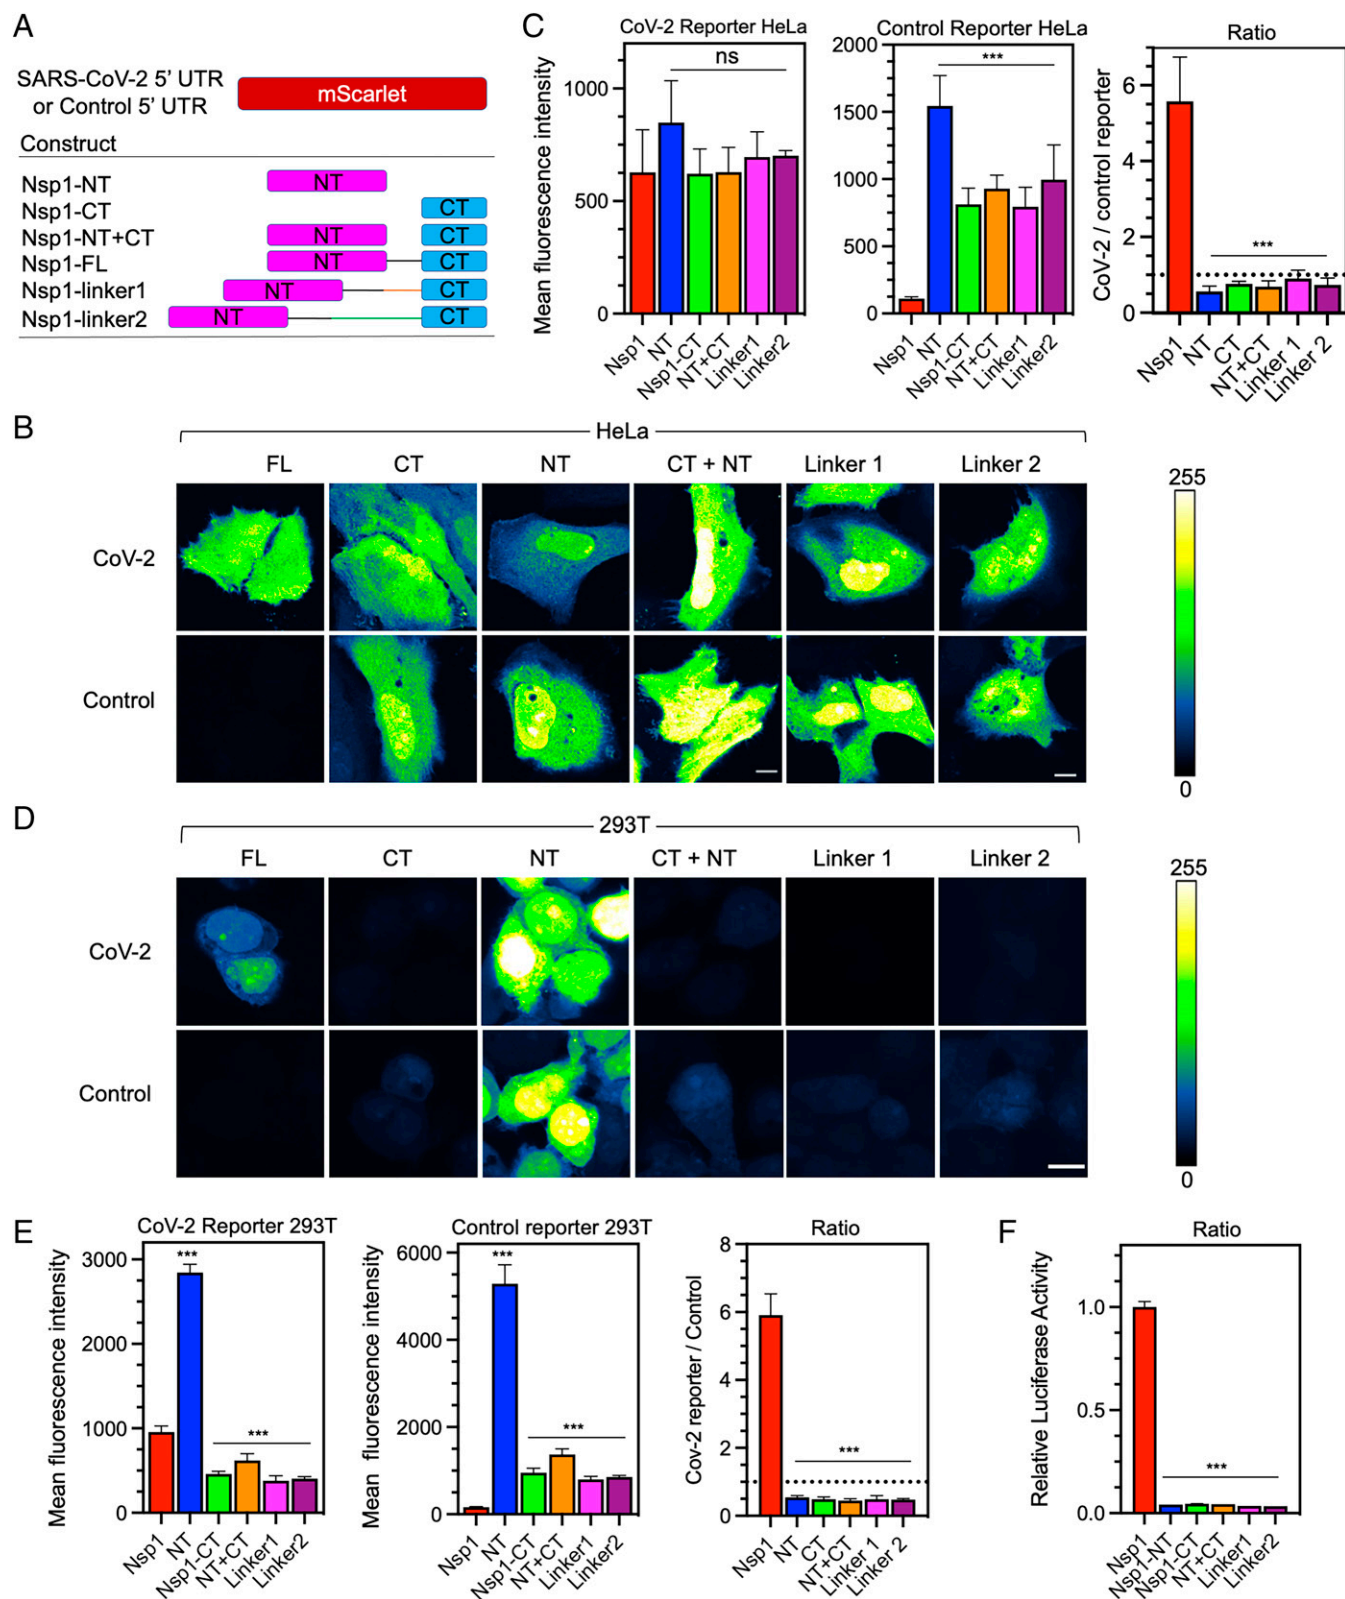 A
SARS-CoV-2 5’ UTR
or Control 5’ UTR
mScarlet
Construct
Nsp1-NT
NT
Nsp1-CT
CT
Nsp1-NT+CT
NT
CT
Nsp1-FL
NT
CT
Nsp1-linker1
NT
CT
Nsp1-linker2
NT
CT
C
CoV-2 Reporter HeLa
Mean fluorescence intensity
1000
500
0
ns
Nsp1
NT
Nsp1-CT
NT+CT
Linker1
Linker2
Control Reporter HeLa
2000
1500
1000
500
0
***
Nsp1
NT
Nsp1-CT
NT+CT
Linker1
Linker2
Ratio
CoV-2 / control reporter
6
4
2
0
***
Nsp1
NT
CT
NT+CT
Linker 1
Linker 2
B
HeLa
FL
CT
NT
CT + NT
Linker 1
Linker 2
CoV-2
Control
255
0
D
293T
FL
CT
NT
CT + NT
Linker 1
Linker 2
CoV-2
Control
255
0
E
CoV-2 Reporter 293T
Mean fluorescence intensity
3000
2000
1000
0
***
***
Nsp1
NT
Nsp1-CT
NT+CT
Linker1
Linker2
Control reporter 293T
Mean fluorescence intensity
6000
4000
2000
0
***
***
Nsp1
NT
Nsp1-CT
NT+CT
Linker1
Linker2
Ratio
Cov-2 reporter / Control
8
6
4
2
0
***
Nsp1
NT
CT
NT+CT
Linker 1
Linker 2
F
Ratio
Relative Luciferase Activity
1.0
0.5
0.0
***
Nsp1
Nsp1-NT
Nsp1-CT
NT+CT
Linker1
Linker2